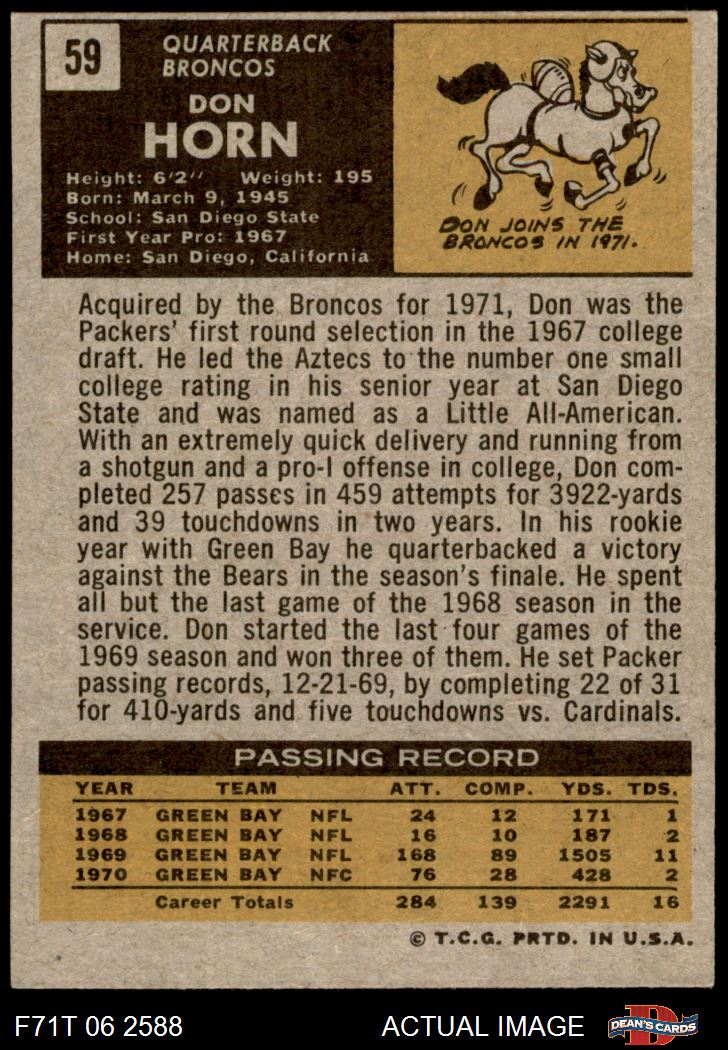 59
QUARTERBACK
BRONCOS
DON
HORN
Height: 6'2" Weight: 195
Born: March 9, 1945
School: San Diego State
First Year Pro: 1967
Home: San Diego, California
DON JOINS THE
BRONCOS IN 1971.
Acquired by the Broncos for 1971, Don was the
Packers' first round selection in the 1967 college
draft. He led the Aztecs to the number one small
college rating in his senior year at San Diego
State and was named as a Little All-American.
With an extremely quick delivery and running from
a shotgun and a pro-I offense in college, Don com-
pleted 257 passes in 459 attempts for 3922-yards
and 39 touchdowns in two years. In his rookie
year with Green Bay he quarterbacked a victory
against the Bears in the season's finale. He spent
all but the last game of the 1968 season in the
service. Don started the last four games of the
1969 season and won three of them. He set Packer
passing records, 12-21-69, by completing 22 of 31
for 410-yards and five touchdowns vs. Cardinals.
PASSING RECORD
YEAR TEAM ATT. COMP. YDS. TDS.
1967 GREEN BAY NFL 24 12 171 1
1968 GREEN BAY NFL 16 10 187 2
1969 GREEN BAY NFL 168 89 1505 11
1970 GREEN BAY NFC 76 28 428 2
Career Totals 284 139 2291 16
© T.C.G. PRTD. IN U.S.A.
F71T 06 2588 ACTUAL IMAGE D DEAN'S CARDS